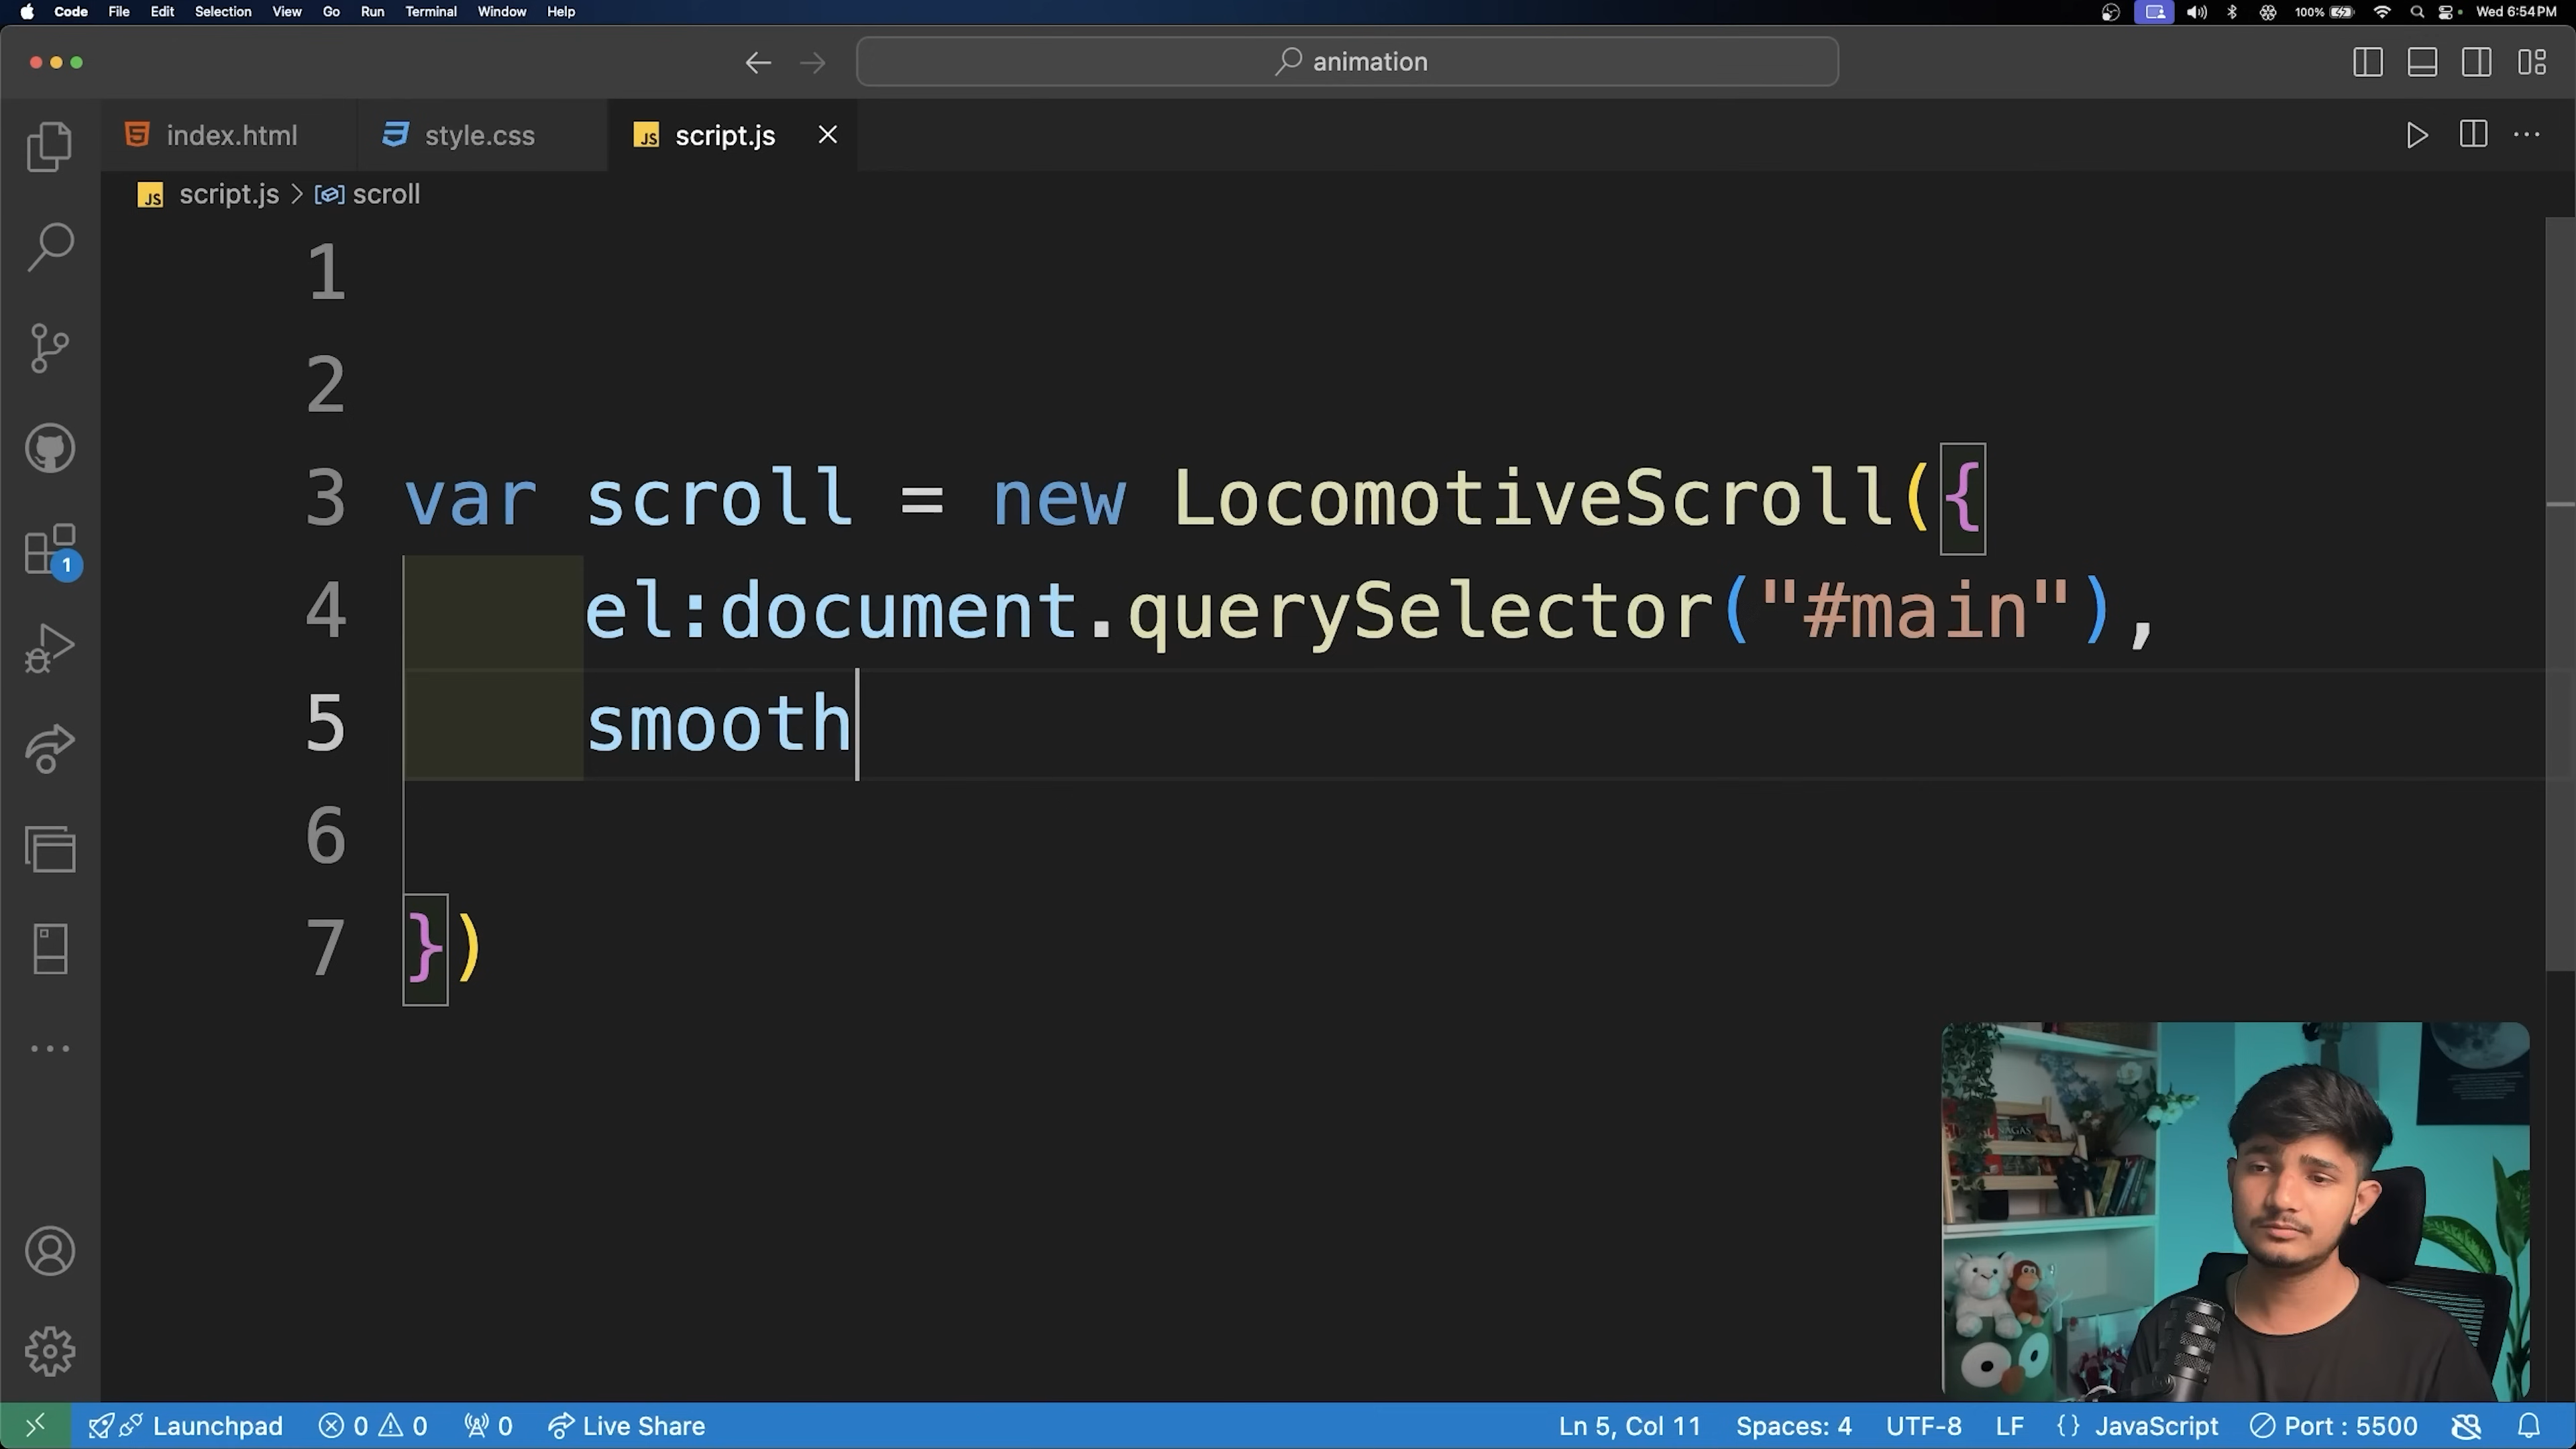 Code File Edit Selection View Go Run Terminal Window Help 100% Wed 6:54PM
animation
index.html style.css JS script.js
JS script.js > scroll
1
2
3 var scroll = new LocomotiveScroll({
4 el:document.querySelector("#main"),
5 smooth
6
7 })
1
Launchpad 0 0 0 Live Share Ln 5, Col 11 Spaces: 4 UTF-8 LF {} JavaScript Port : 5500